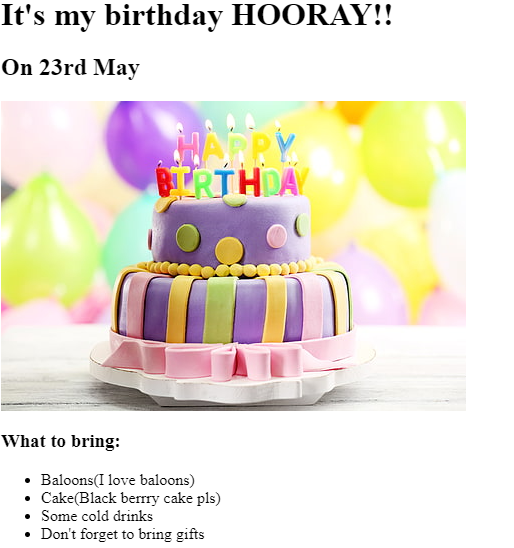 It's my birthday HOORAY!!
On 23rd May
HAPPY
BIRTHDAY
What to bring:
Baloons(I love baloons)
Cake(Black berrry cake pls)
Some cold drinks
Don't forget to bring gifts